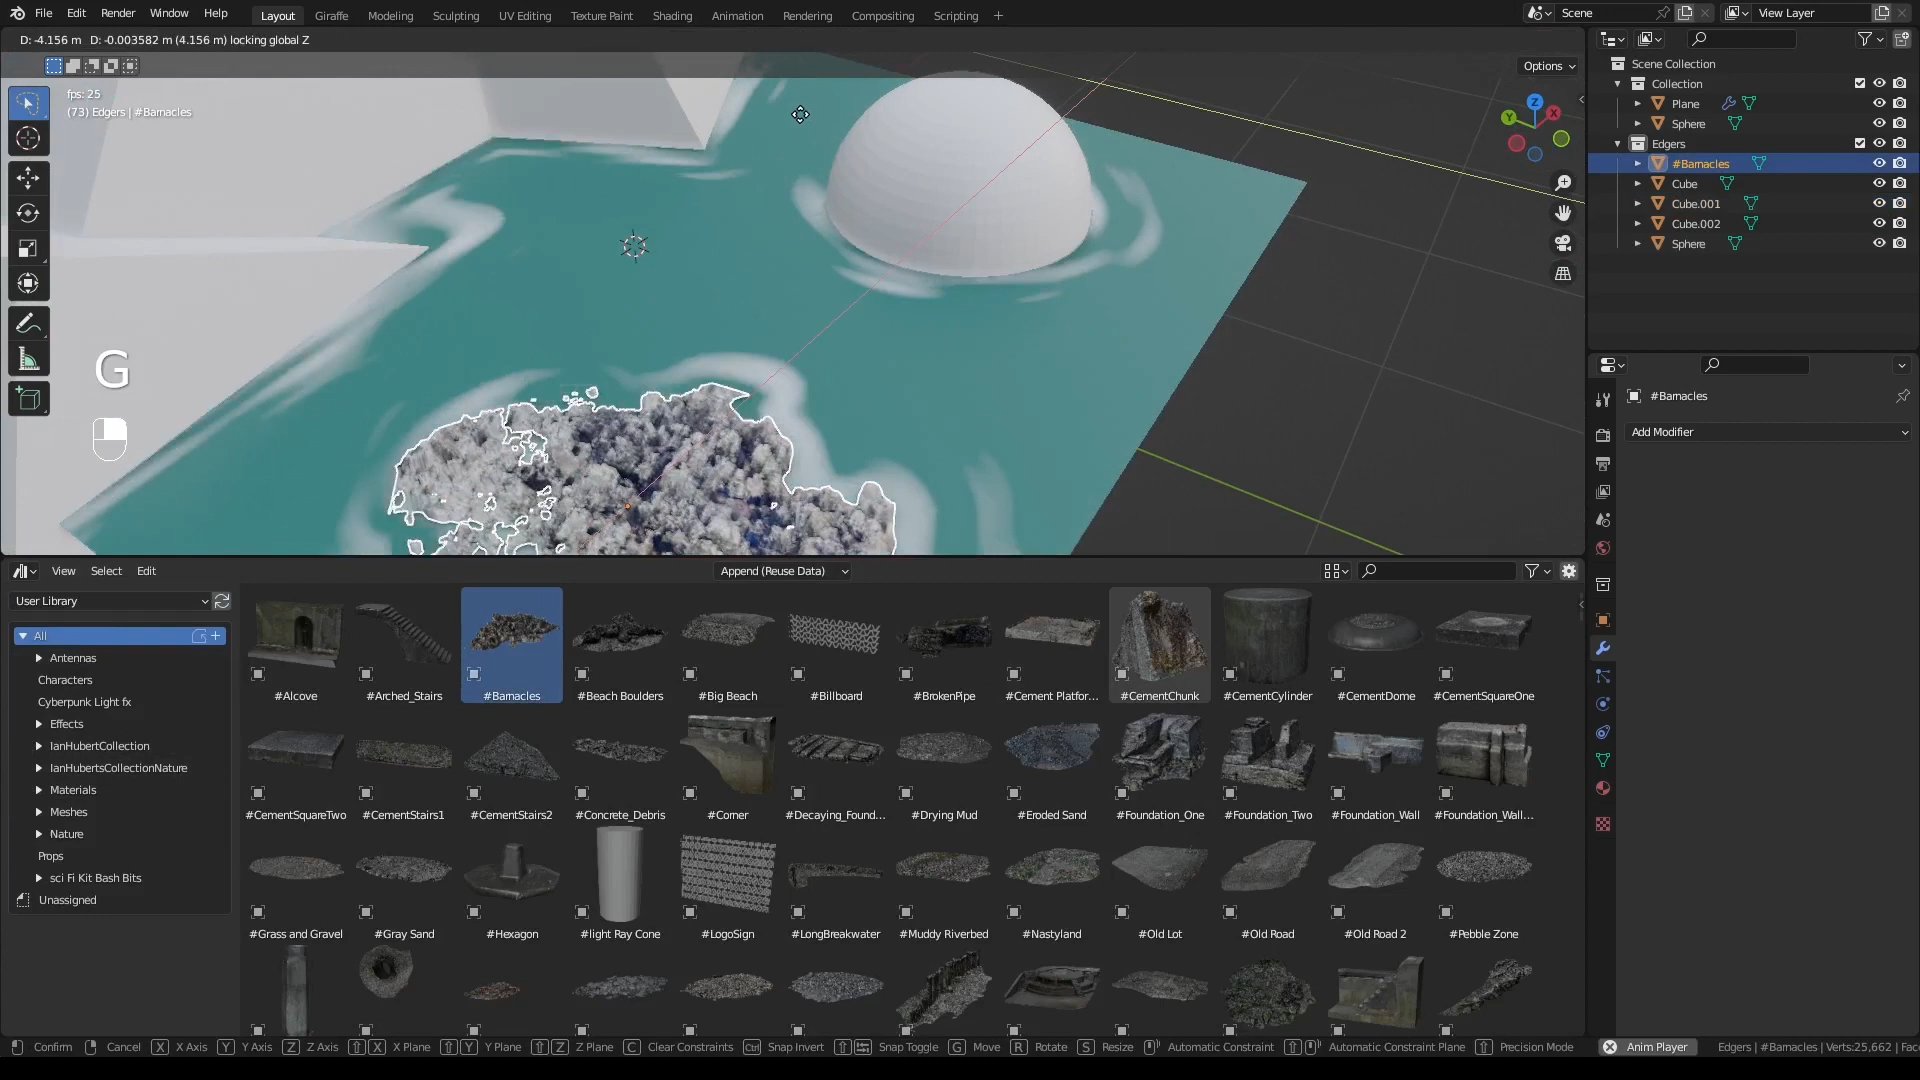 File Edit Render Window Help Layout Giraffe Modeling Sculpting UV Editing Texture Paint Shading Animation Rendering Compositing Scripting + Scene View Layer
D: -4.156 m D: -0.003582 m (4.156 m) locking global Z
Options
fps: 25
(73) Edgers | #Barnacles
Z
X
Y
G
Scene Collection
Collection
Plane
Sphere
Edgers
#Barnacles
Cube
Cube.001
Cube.002
Sphere
#Barnacles
Add Modifier
View Select Edit Append (Reuse Data)
User Library
All
Antennas
Characters
Cyberpunk Light fx
Effects
IanHubertCollection
IanHubertsCollectionNature
Materials
Meshes
Nature
Props
sci Fi Kit Bash Bits
Unassigned
#Alcove #Arched_Stairs #Barnacles #Beach Boulders #Big Beach #Billboard #BrokenPipe #Cement Platfor... #CementChunk #CementCylinder #CementDome #CementSquareOne
#CementSquareTwo #CementStairs1 #CementStairs2 #Concrete_Debris #Corner #Decaying_Found... #Drying Mud #Eroded Sand #Foundation_One #Foundation_Two #Foundation_Wall #Foundation_Wall...
#Grass and Gravel #Gray Sand #Hexagon #light Ray Cone #LogoSign #LongBreakwater #Muddy Riverbed #Nastyland #Old Lot #Old Road #Old Road 2 #Pebble Zone
Confirm Cancel X X Axis Y Y Axis Z Z Axis X X Plane Y Y Plane Z Z Plane C Clear Constraints Ctrl Snap Invert Snap Toggle G Move R Rotate S Resize Automatic Constraint Automatic Constraint Plane Precision Mode Anim Player Edgers | #Barnacles | Verts:25,662 | Fac